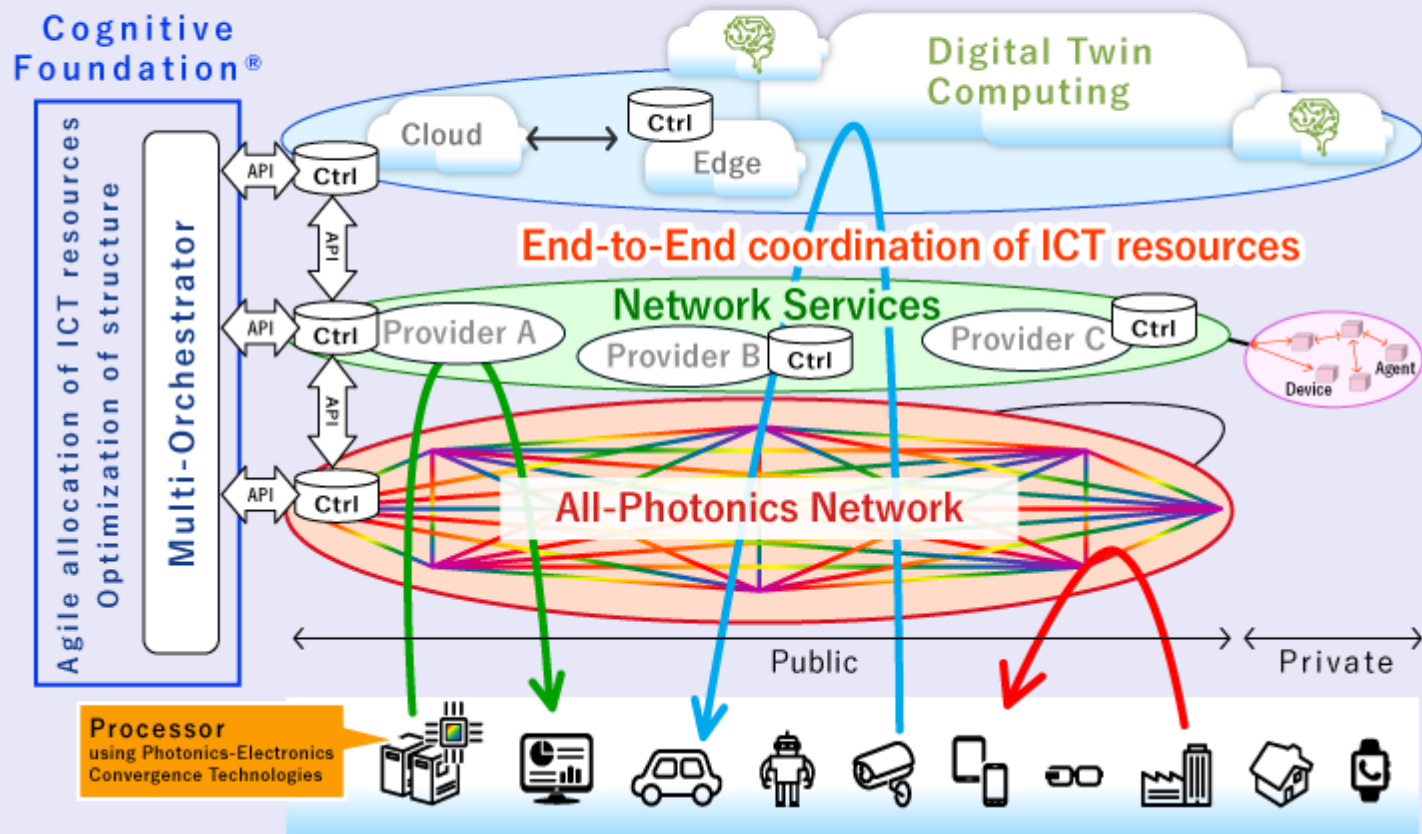 Cognitive
Foundation®
Agile allocation of ICT resources
Optimization of structure
Multi-Orchestrator
API
Ctrl
Cloud
Ctrl
Edge
Digital Twin
Computing
API
End-to-End coordination of ICT resources
API
Ctrl
Provider A
Network Services
Provider B
Ctrl
Provider C
Ctrl
Device
Agent
API
API
Ctrl
All-Photonics Network
Public
Private
Processor
using Photonics-Electronics
Convergence Technologies